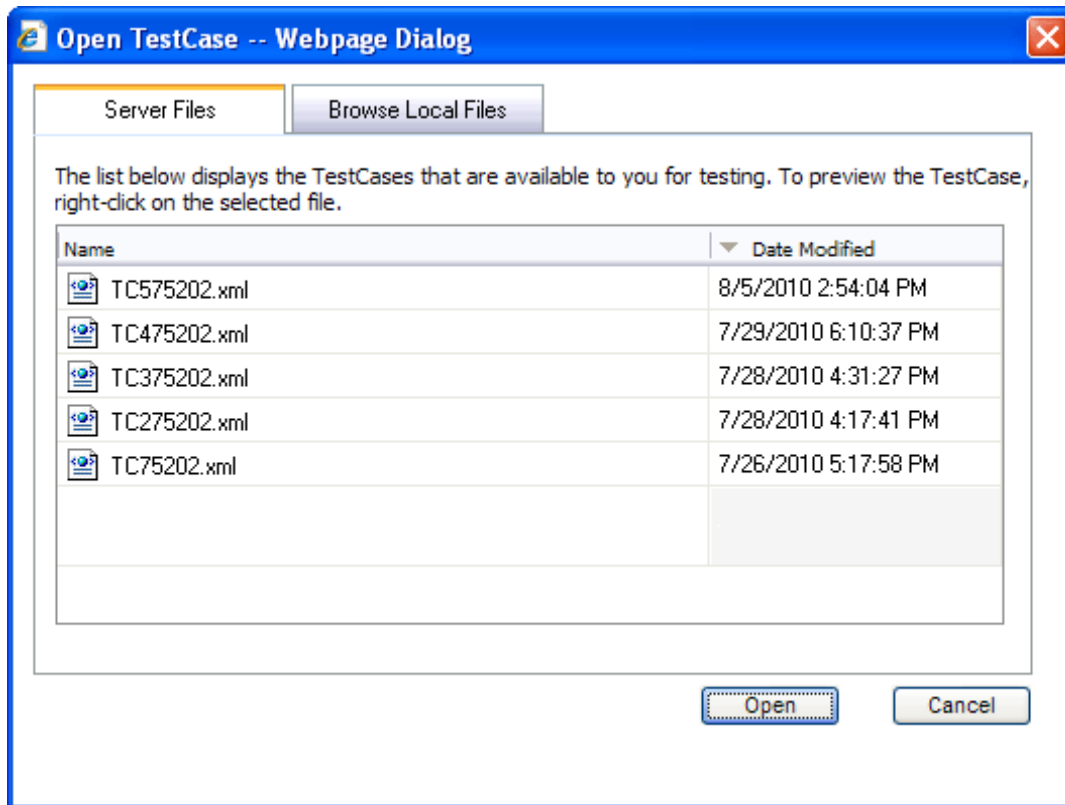 Open TestCase -- Webpage Dialog
Server Files Browse Local Files
The list below displays the TestCases that are available to you for testing. To preview the TestCase,
right-click on the selected file.
Name Date Modified
TC575202.xml 8/5/2010 2:54:04 PM
TC475202.xml 7/29/2010 6:10:37 PM
TC375202.xml 7/28/2010 4:31:27 PM
TC275202.xml 7/28/2010 4:17:41 PM
TC75202.xml 7/26/2010 5:17:58 PM
Open Cancel